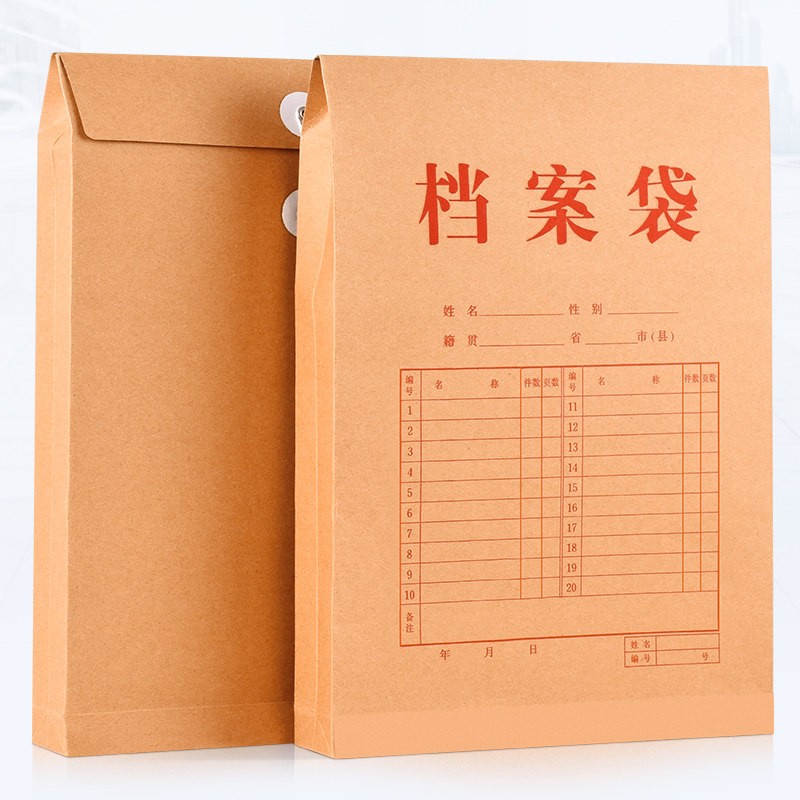 档案袋
姓 名 性 别
籍 贯 省 市(县)
编号 名 称 件数 页数 编号 名 称 件数 页数
1 11
2 12
3 13
4 14
5 15
6 16
7 17
8 18
9 19
10 20
备注
年 月 日
姓 名
编 号 号